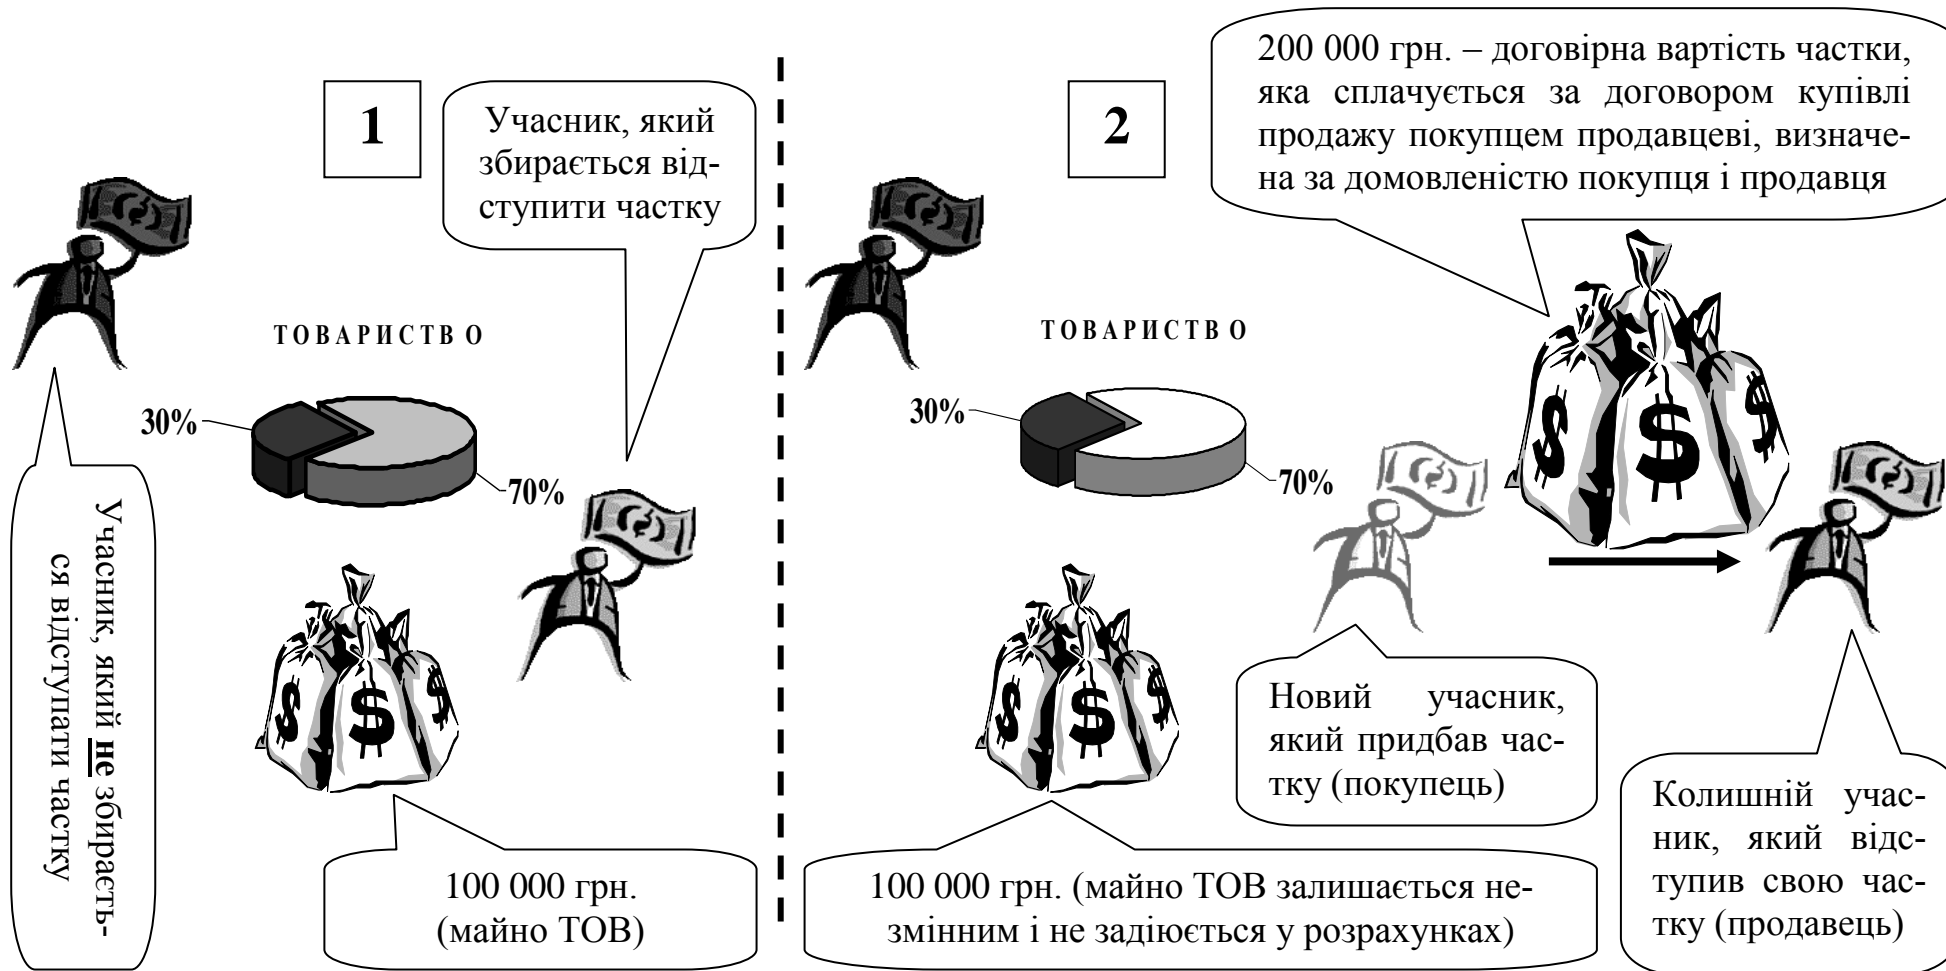 1
Учасник, який
збирається від-
ступити частку
ТОВАРИСТВО
30%
70%
Учасник, який не збираєть-
ся відступати частку
100 000 грн.
(майно ТОВ)
2
200 000 грн. – договірна вартість частки,
яка сплачується за договором купівлі
продажу покупцем продавцеві, визначе-
на за домовленістю покупця і продавця
ТОВАРИСТВО
30%
70%
$ $ $
$ $ $
$ $ $
Новий учасник,
який придбав час-
тку (покупець)
Колишній учас-
ник, який відс-
тупив свою час-
тку (продавець)
100 000 грн. (майно ТОВ залишається не-
змінним і не задіюється у розрахунках)